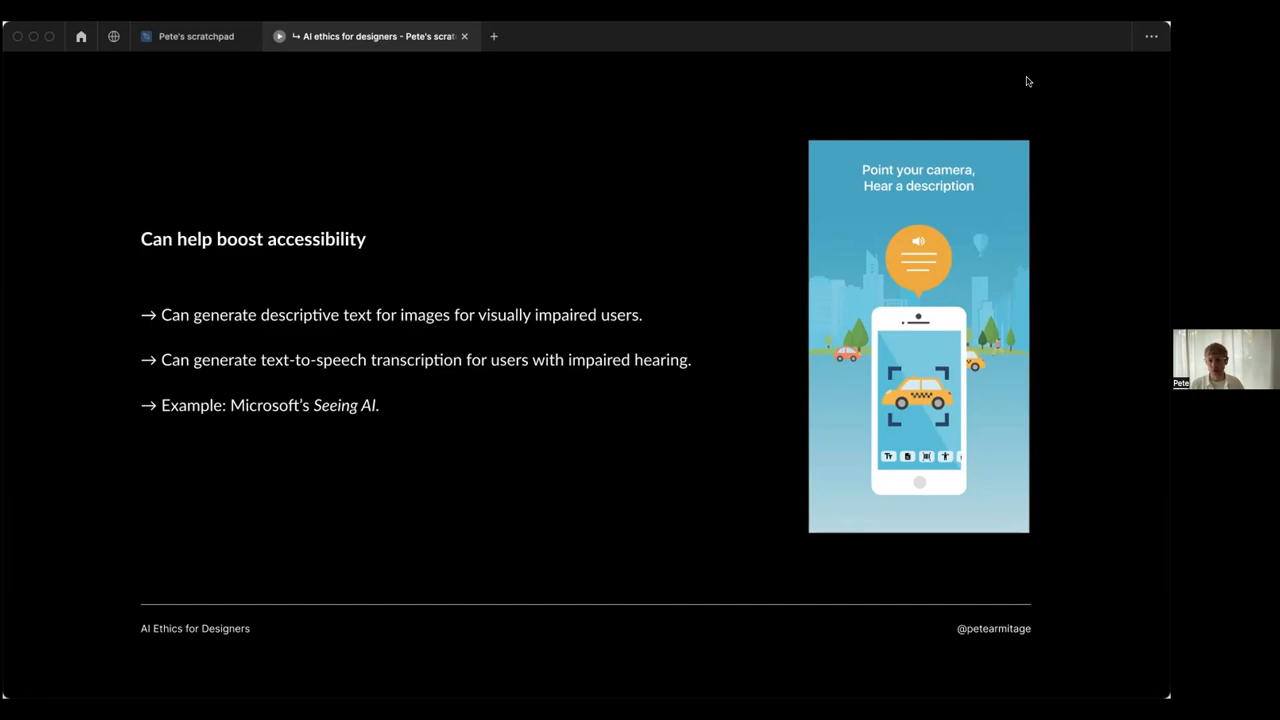 Pete's scratchpad
↪ AI ethics for designers - Pete's scrat
Point your camera,
Hear a description
Can help boost accessibility
→ Can generate descriptive text for images for visually impaired users.
→ Can generate text-to-speech transcription for users with impaired hearing.
→ Example: Microsoft’s Seeing AI.
Tt
AI Ethics for Designers
@petearmitage
Pete